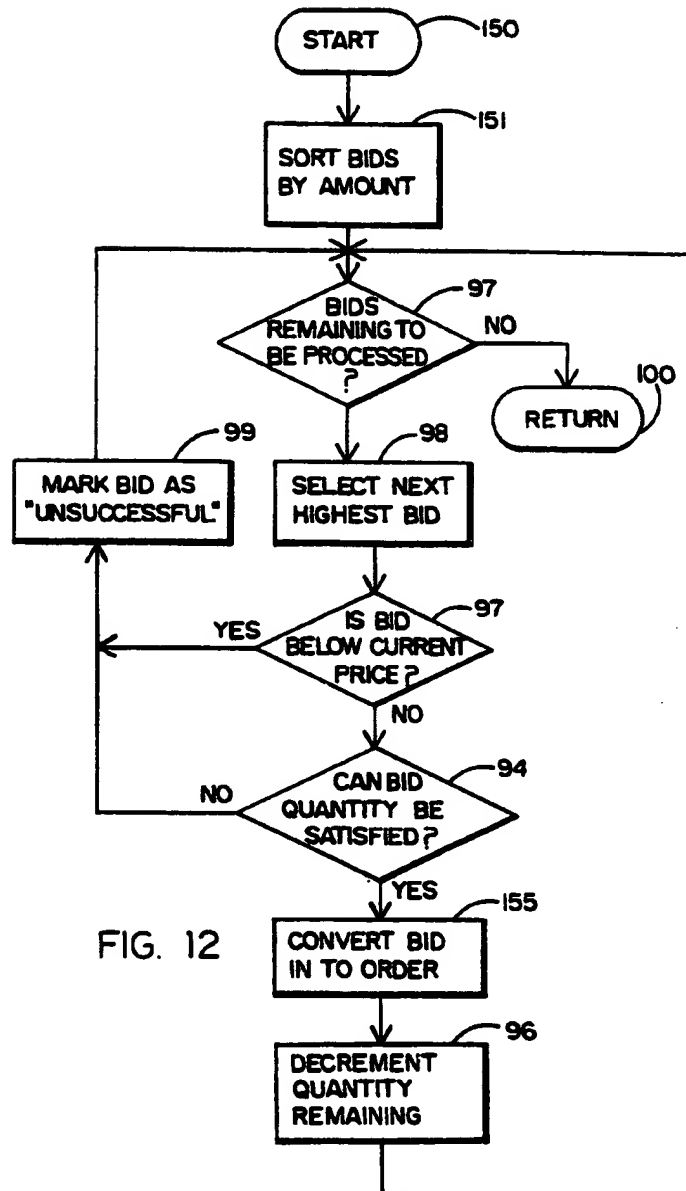 START
150
151
SORT BIDS
BY AMOUNT
97
BIDS
REMAINING TO
BE PROCESSED
?
NO
100
RETURN
99
MARK BID AS
"UNSUCCESSFUL"
98
SELECT NEXT
HIGHEST BID
97
YES
IS BID
BELOW CURRENT
PRICE?
NO
94
NO
CAN BID
QUANTITY BE
SATISFIED?
YES
155
FIG. 12
CONVERT BID
IN TO ORDER
96
DECREMENT
QUANTITY
REMAINING